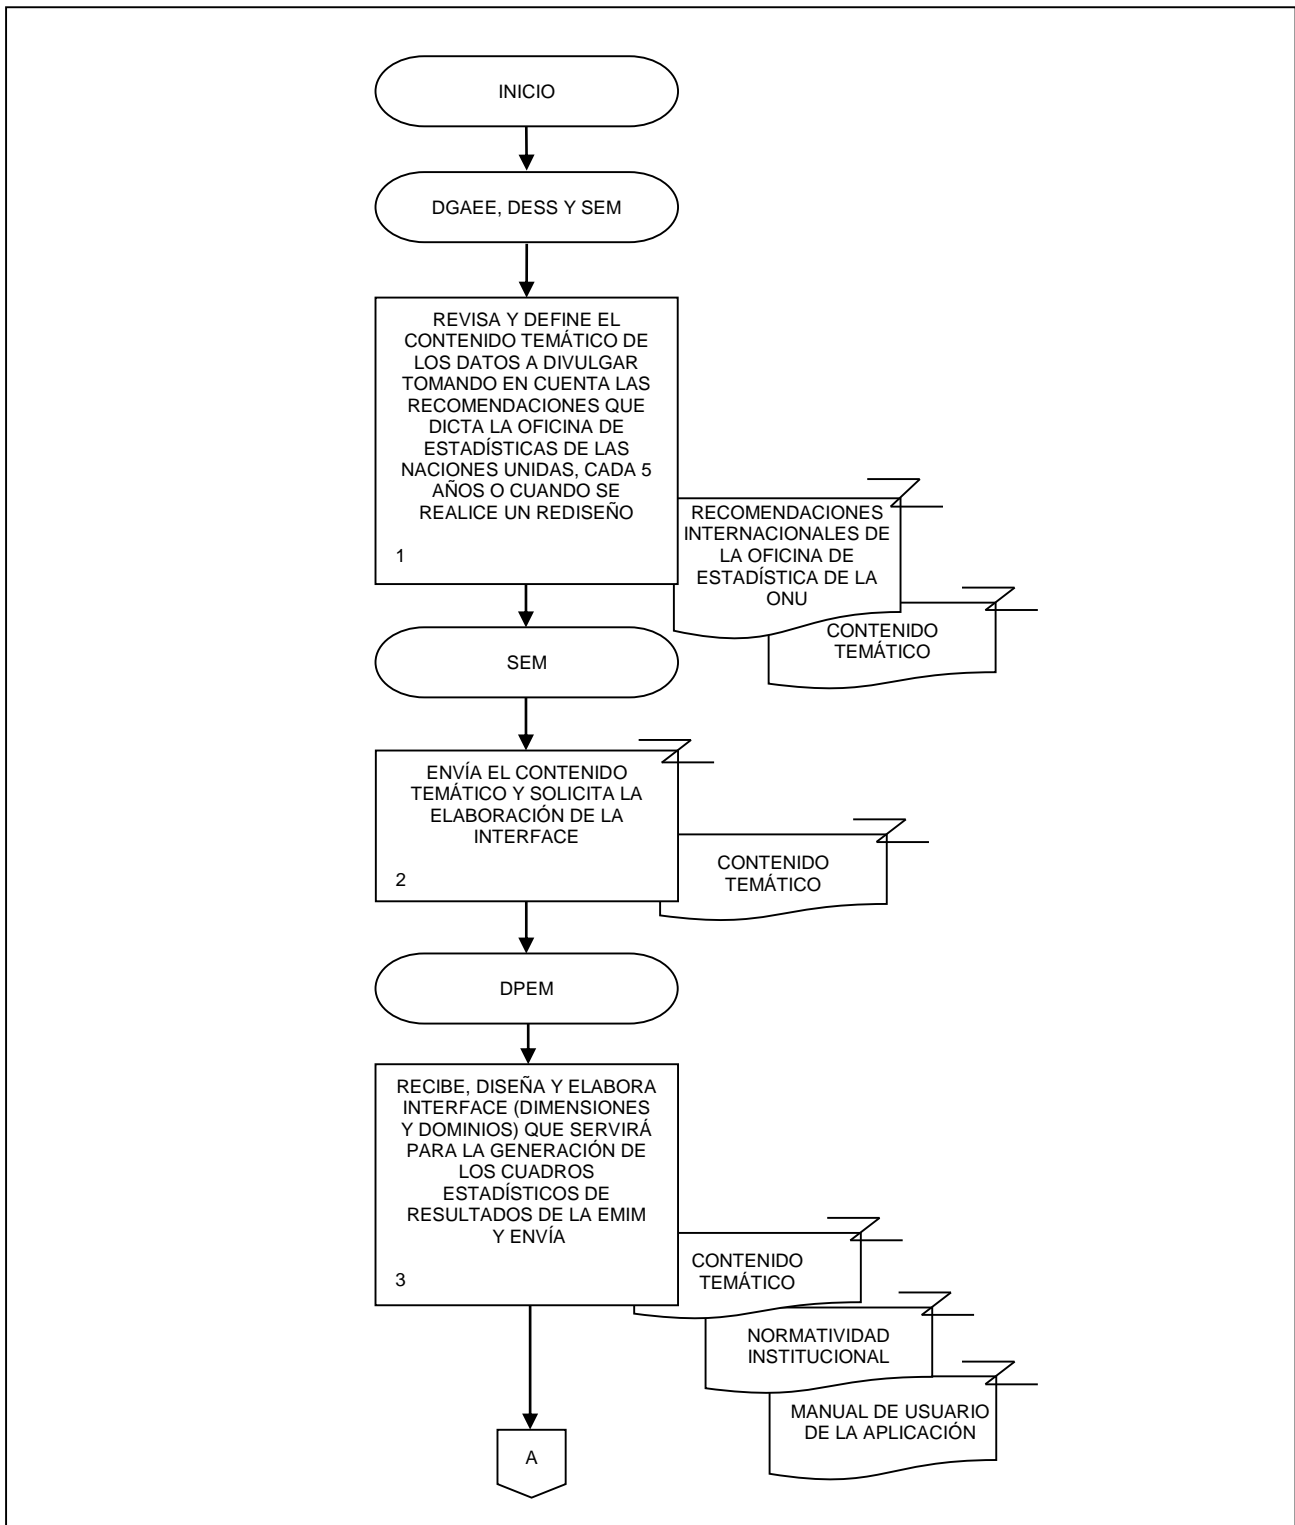 INICIO
DGAEE, DESS Y SEM
REVISA Y DEFINE EL
CONTENIDO TEMÁTICO DE
LOS DATOS A DIVULGAR
TOMANDO EN CUENTA LAS
RECOMENDACIONES QUE
DICTA LA OFICINA DE
ESTADÍSTICAS DE LAS
NACIONES UNIDAS, CADA 5
AÑOS O CUANDO SE
REALICE UN REDISEÑO
1
RECOMENDACIONES
INTERNACIONALES DE
LA OFICINA DE
ESTADÍSTICA DE LA
ONU
CONTENIDO
TEMÁTICO
SEM
ENVÍA EL CONTENIDO
TEMÁTICO Y SOLICITA LA
ELABORACIÓN DE LA
INTERFACE
2
CONTENIDO
TEMÁTICO
DPEM
RECIBE, DISEÑA Y ELABORA
INTERFACE (DIMENSIONES
Y DOMINIOS) QUE SERVIRÁ
PARA LA GENERACIÓN DE
LOS CUADROS
ESTADÍSTICOS DE
RESULTADOS DE LA EMIM
Y ENVÍA
3
CONTENIDO
TEMÁTICO
NORMATIVIDAD
INSTITUCIONAL
MANUAL DE USUARIO
DE LA APLICACIÓN
A